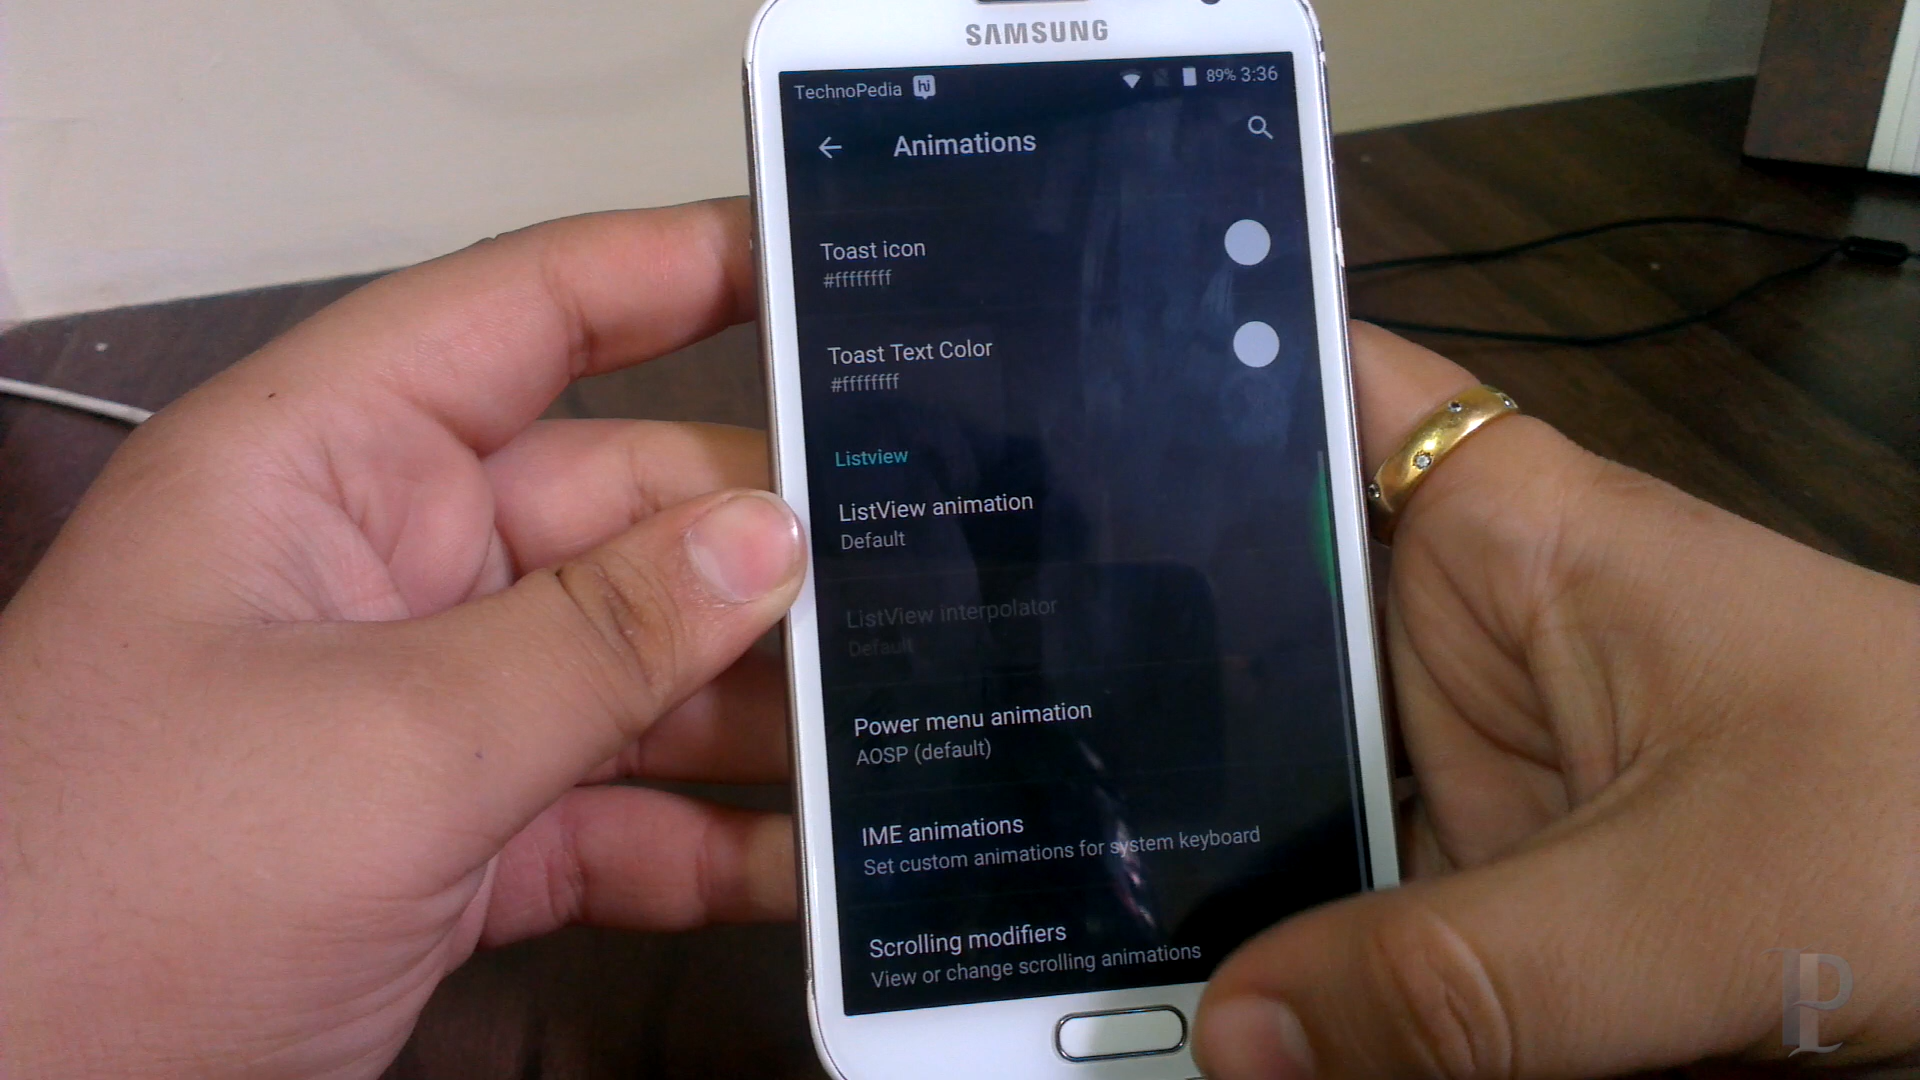 SAMSUNG
TechnoPedia hi 89% 3:36
Animations
Toast icon
#ffffffff
Toast Text Color
#ffffffff
Listview
ListView animation
Default
ListView interpolator
Default
Power menu animation
AOSP (default)
IME animations
Set custom animations for system keyboard
Scrolling modifiers
View or change scrolling animations